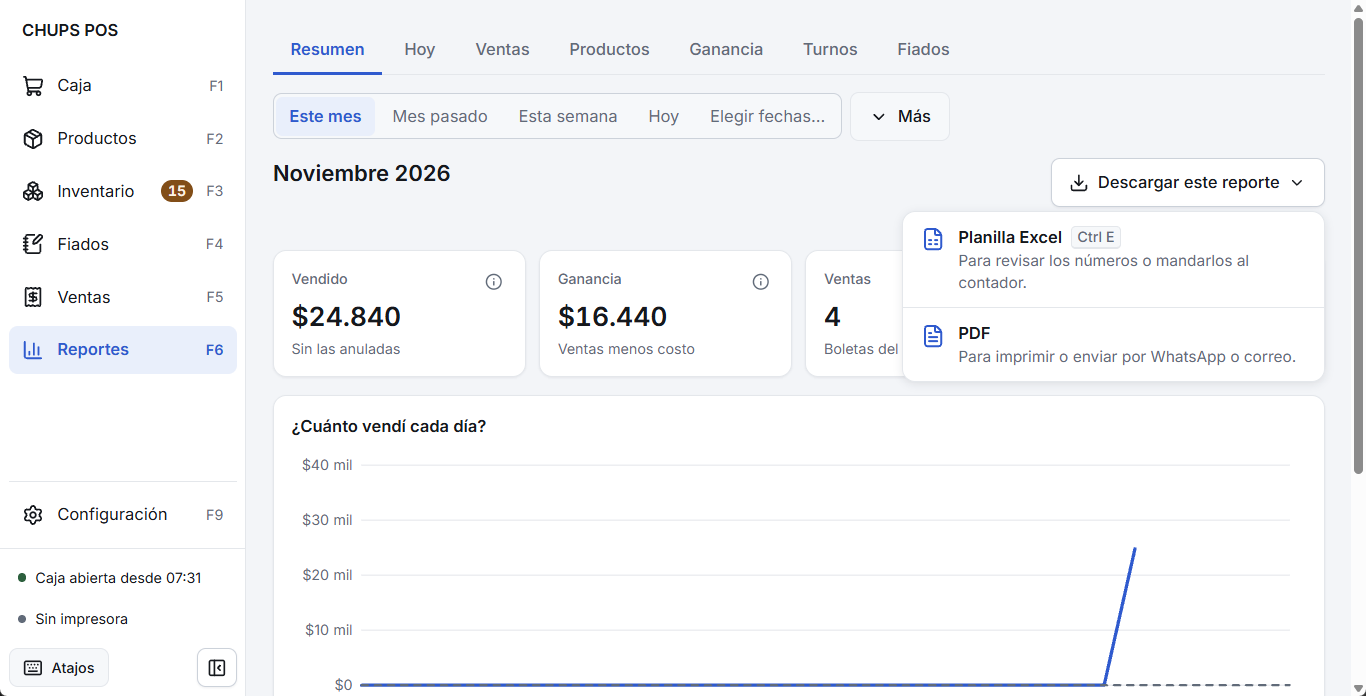 CHUPS POS
Caja F1
Productos F2
Inventario 15 F3
Fiados F4
Ventas F5
Reportes F6
Configuración F9
Caja abierta desde 07:31
Sin impresora
Atajos
Resumen Hoy Ventas Productos Ganancia Turnos Fiados
Este mes Mes pasado Esta semana Hoy Elegir fechas... Más
Noviembre 2026
Descargar este reporte
Planilla Excel Ctrl E
Para revisar los números o mandarlos al
contador.
PDF
Para imprimir o enviar por WhatsApp o correo.
Vendido
$24.840
Sin las anuladas
Ganancia
$16.440
Ventas menos costo
Ventas
4
Boletas del
¿Cuánto vendí cada día?
$40 mil
$30 mil
$20 mil
$10 mil
$0